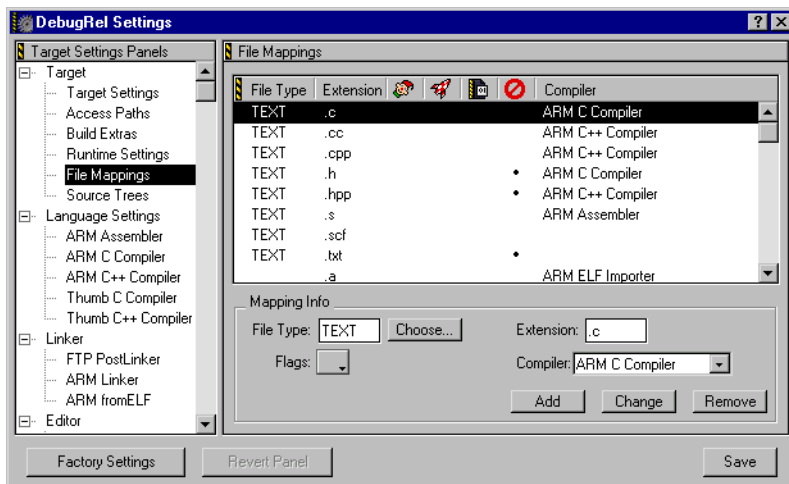 DebugRel Settings
Target Settings Panels
Target
Target Settings
Access Paths
Build Extras
Runtime Settings
File Mappings
Source Trees
Language Settings
ARM Assembler
ARM C Compiler
ARM C++ Compiler
Thumb C Compiler
Thumb C++ Compiler
Linker
FTP PostLinker
ARM Linker
ARM fromELF
Editor
File Mappings
File Type Extension Compiler
TEXT .c ARM C Compiler
TEXT .cc ARM C++ Compiler
TEXT .cpp ARM C++ Compiler
TEXT .h • ARM C Compiler
TEXT .hpp • ARM C++ Compiler
TEXT .s ARM Assembler
TEXT .scf
TEXT .txt •
.a ARM ELF Importer
Mapping Info
File Type: TEXT Choose... Extension: .c
Flags: Compiler: ARM C Compiler
Add Change Remove
Factory Settings Revert Panel Save